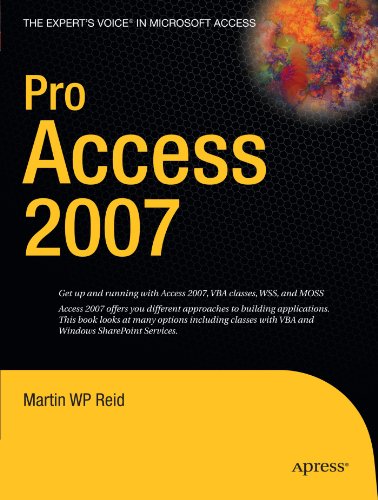 THE EXPERT'S VOICE® IN MICROSOFT ACCESS
Pro
Access
2007
Get up and running with Access 2007, VBA classes, WSS, and MOSS
Access 2007 offers you different approaches to building applications.
This book looks at many options including classes with VBA and
Windows SharePoint Services.
Martin WP Reid
Apress®